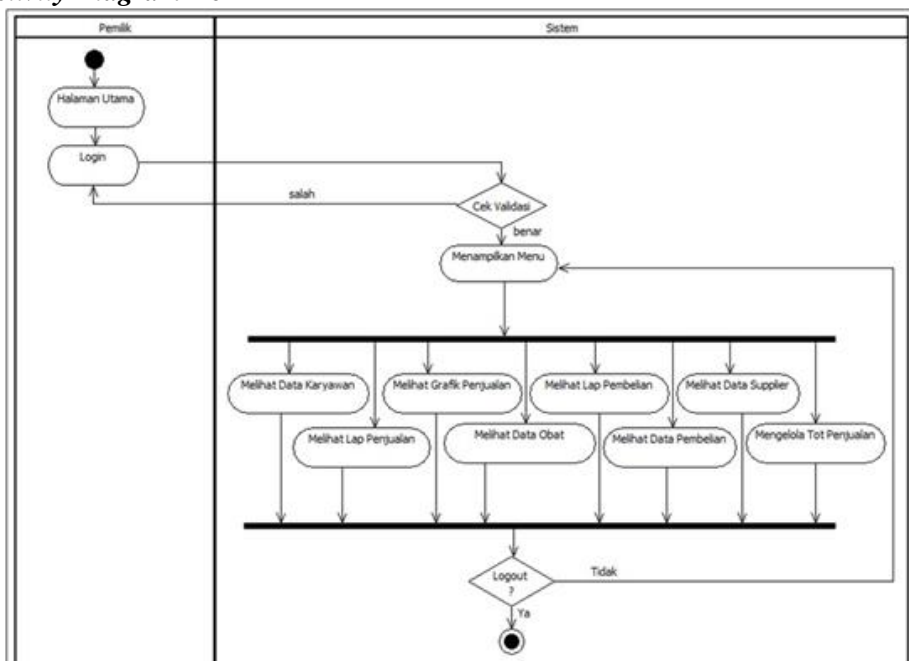 Pemilik
Sistem
Halaman Utama
Login
salah
Cek Validasi
benar
Menampilkan Menu
Melihat Data Karyawan
Melihat Grafik Penjualan
Melihat Lap Pembelian
Melihat Data Supplier
Melihat Lap Penjualan
Melihat Data Obat
Melihat Data Pembelian
Mengelola Tot Penjualan
Logout
?
Tidak
Ya